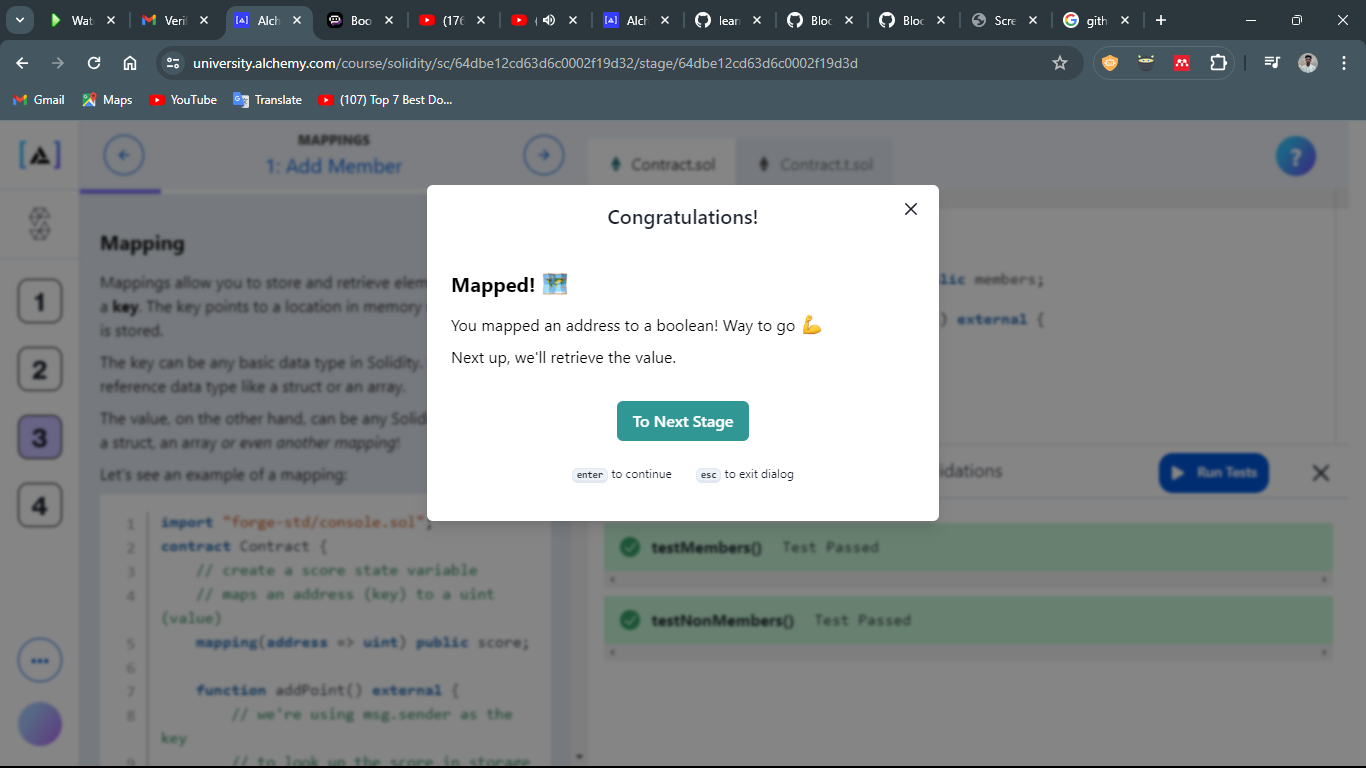 Wat
Veri
Alch
Boo
(176
(
Alch
lean
Bloc
Bloc
Scre
gith
university.alchemy.com/course/solidity/sc/64dbe12cd63d6c0002f19d32/stage/64dbe12cd63d6c0002f19d3d
Gmail
Maps
YouTube
Translate
(107) Top 7 Best Do...
MAPPINGS
1: Add Member
Contract.sol
Contract.t.sol
?
1
2
3
4
Mapping
Mappings allow you to store and retrieve elem
a key. The key points to a location in memory
is stored.
The key can be any basic data type in Solidity.
reference data type like a struct or an array.
The value, on the other hand, can be any Solid
a struct, an array or even another mapping!
Let's see an example of a mapping:
1 import "forge-std/console.sol";
2 contract Contract {
3 // create a score state variable
4 // maps an address (key) to a uint
(value)
5 mapping(address => uint) public score;
6
7 function addPoint() external {
8 // we're using msg.sender as the
key
9 // to look up the score in storage
Congratulations!
Mapped! 🗺️
You mapped an address to a boolean! Way to go 💪
Next up, we'll retrieve the value.
To Next Stage
enter to continue
esc to exit dialog
lic members;
) external {
idations
Run Tests
testMembers() Test Passed
testNonMembers() Test Passed